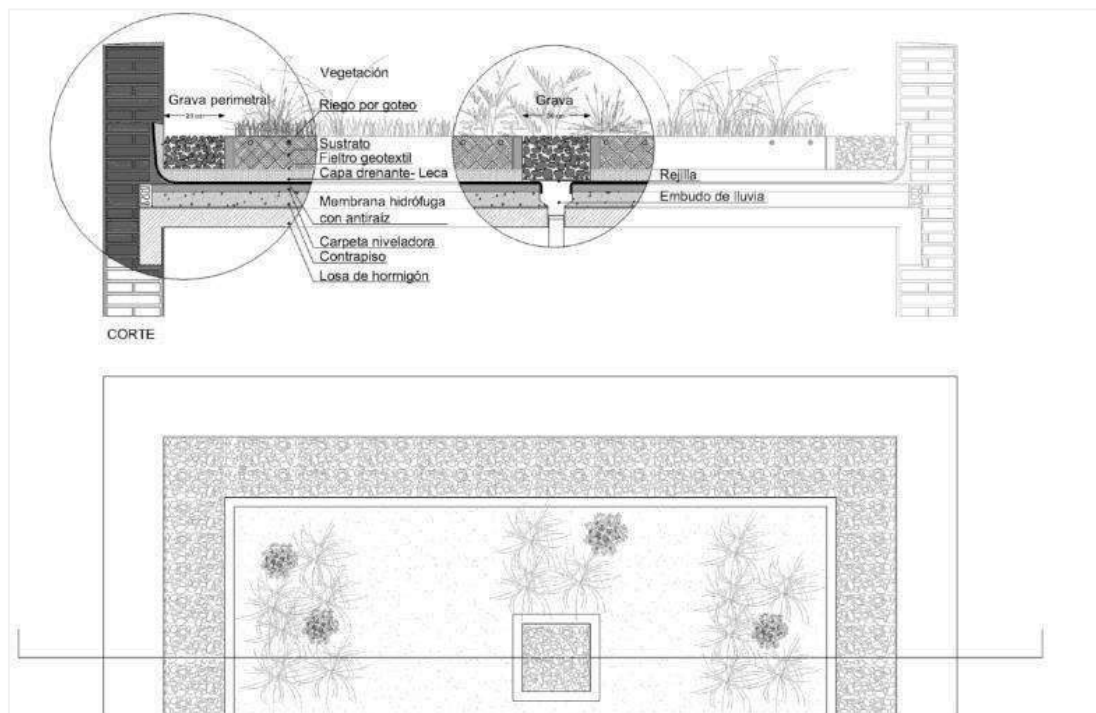 Vegetación
Grava perimetral
Grava
Riego por goteo
Sustrato
Fieltro geotextil
Capa drenante- Leca
Rejilla
Membrana hidrófuga
con antiraíz
Embudo de lluvia
Carpeta niveladora
Contrapiso
Losa de hormigón
CORTE